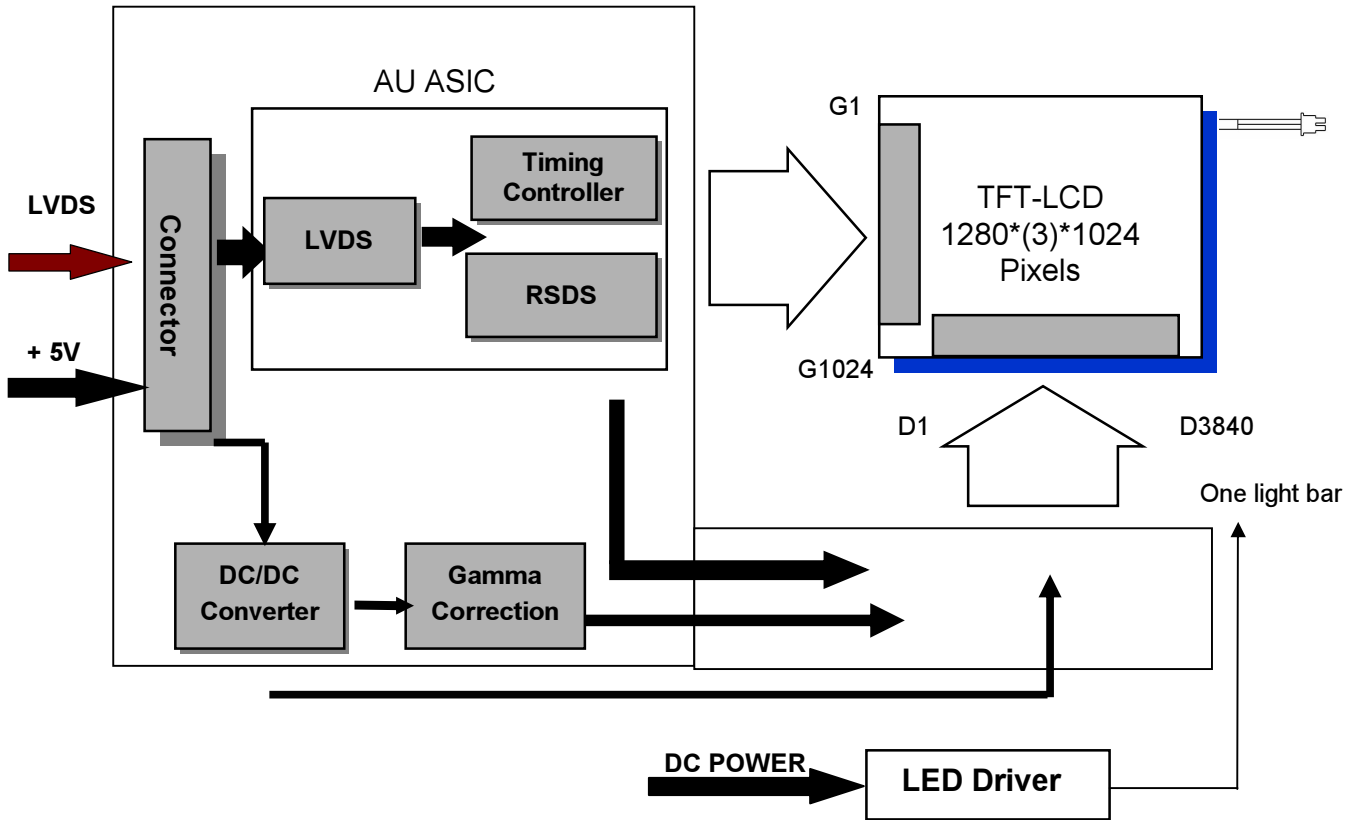 AU ASIC
G1
Timing
Controller
LVDS
Connector
LVDS
RSDS
TFT-LCD
1280*(3)*1024
Pixels
+ 5V
G1024
D1
D3840
One light bar
DC/DC
Converter
Gamma
Correction
DC POWER
LED Driver